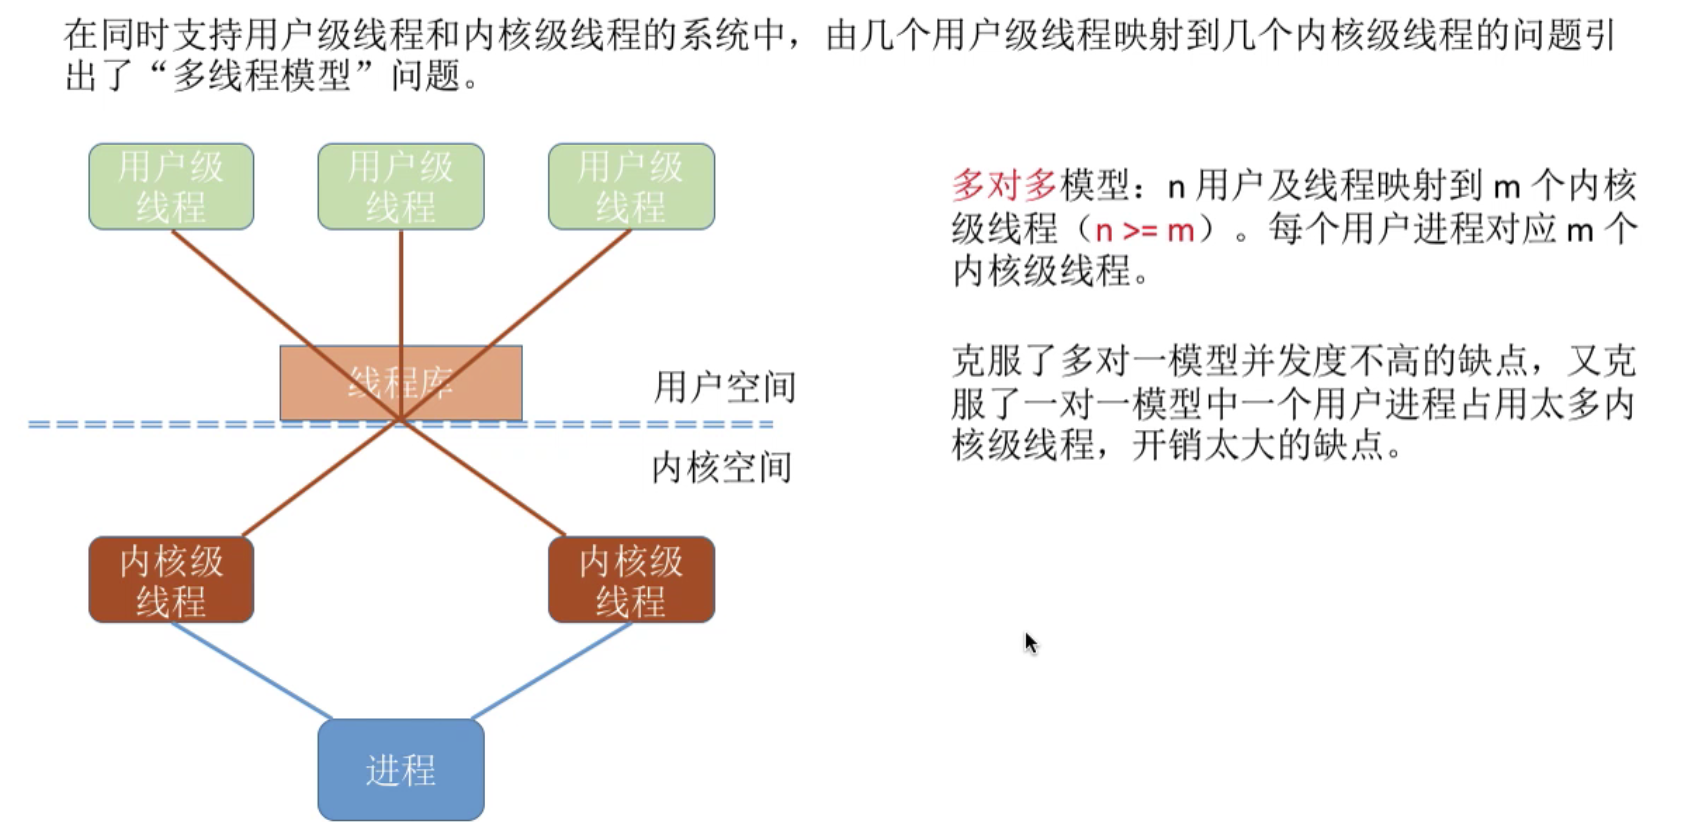 在同时支持用户级线程和内核级线程的系统中，由几个用户级线程映射到几个内核级线程的问题引
出了“多线程模型”问题。
用户级
线程
用户级
线程
用户级
线程
多对多模型：n 用户及线程映射到 m 个内核
级线程（n >= m）。每个用户进程对应 m 个
内核级线程。
克服了多对一模型并发度不高的缺点，又克
服了一对一模型中一个用户进程占用太多内
核级线程，开销太大的缺点。
线程库
用户空间
内核空间
内核级
线程
内核级
线程
进程